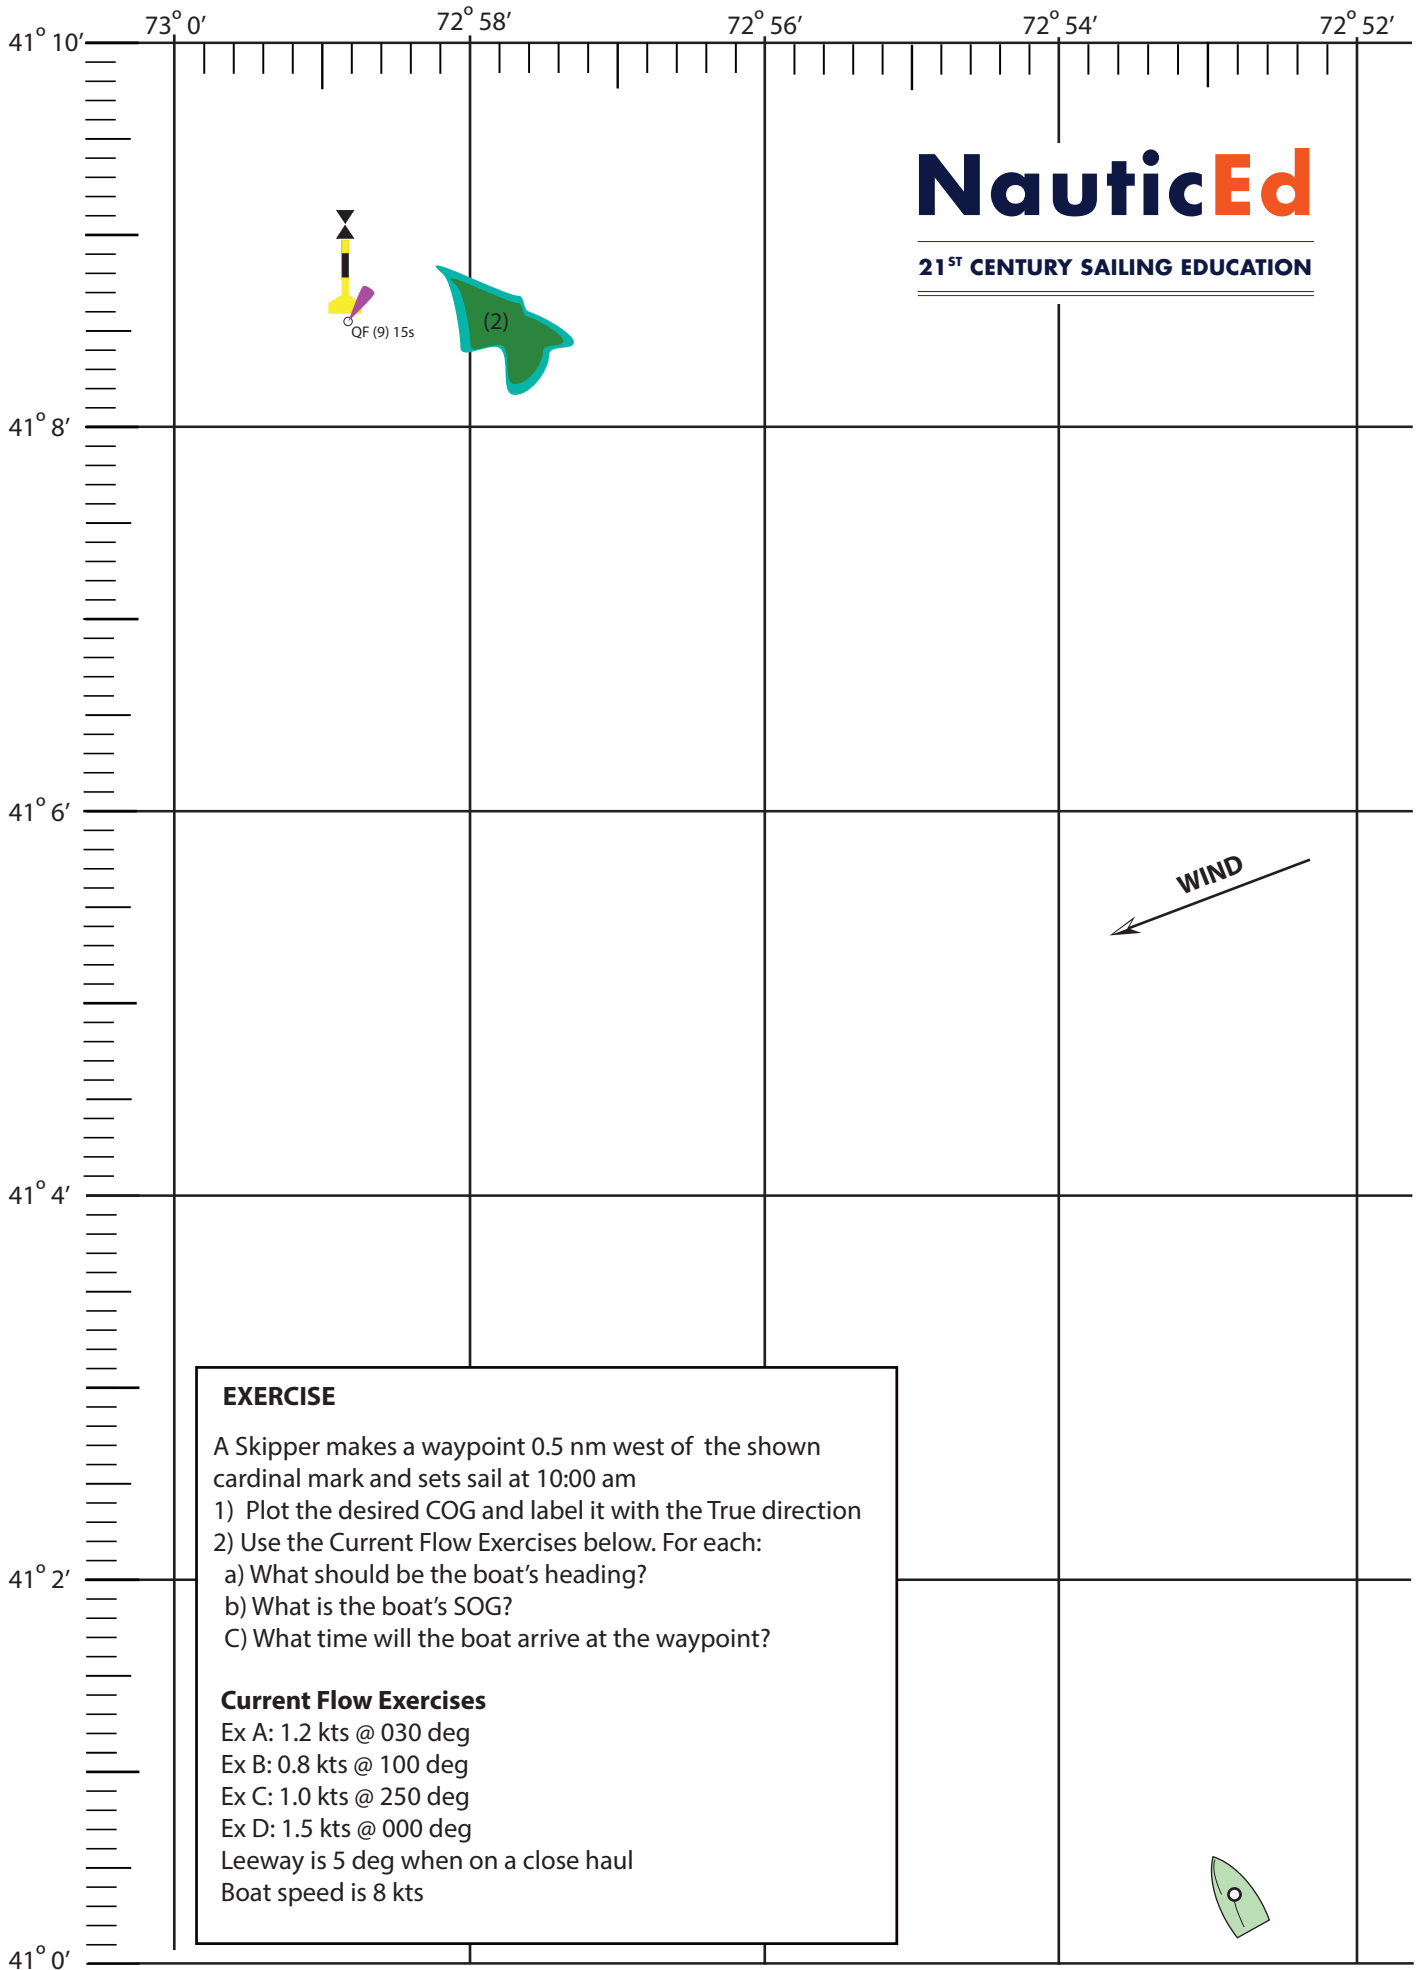 73° 0’ 72° 58’ 72° 56’ 72° 54’ 72° 52’
41° 10’
NauticEd
21ST CENTURY SAILING EDUCATION
(2)
QF (9) 15s
41° 8’
41° 6’
WIND
41° 4’
EXERCISE
A Skipper makes a waypoint 0.5 nm west of the shown
cardinal mark and sets sail at 10:00 am
1) Plot the desired COG and label it with the True direction
2) Use the Current Flow Exercises below. For each:
a) What should be the boat’s heading?
41° 2’
b) What is the boat’s SOG?
C) What time will the boat arrive at the waypoint?
Current Flow Exercises
Ex A: 1.2 kts @ 030 deg
Ex B: 0.8 kts @ 100 deg
Ex C: 1.0 kts @ 250 deg
Ex D: 1.5 kts @ 000 deg
Leeway is 5 deg when on a close haul
Boat speed is 8 kts
41° 0’